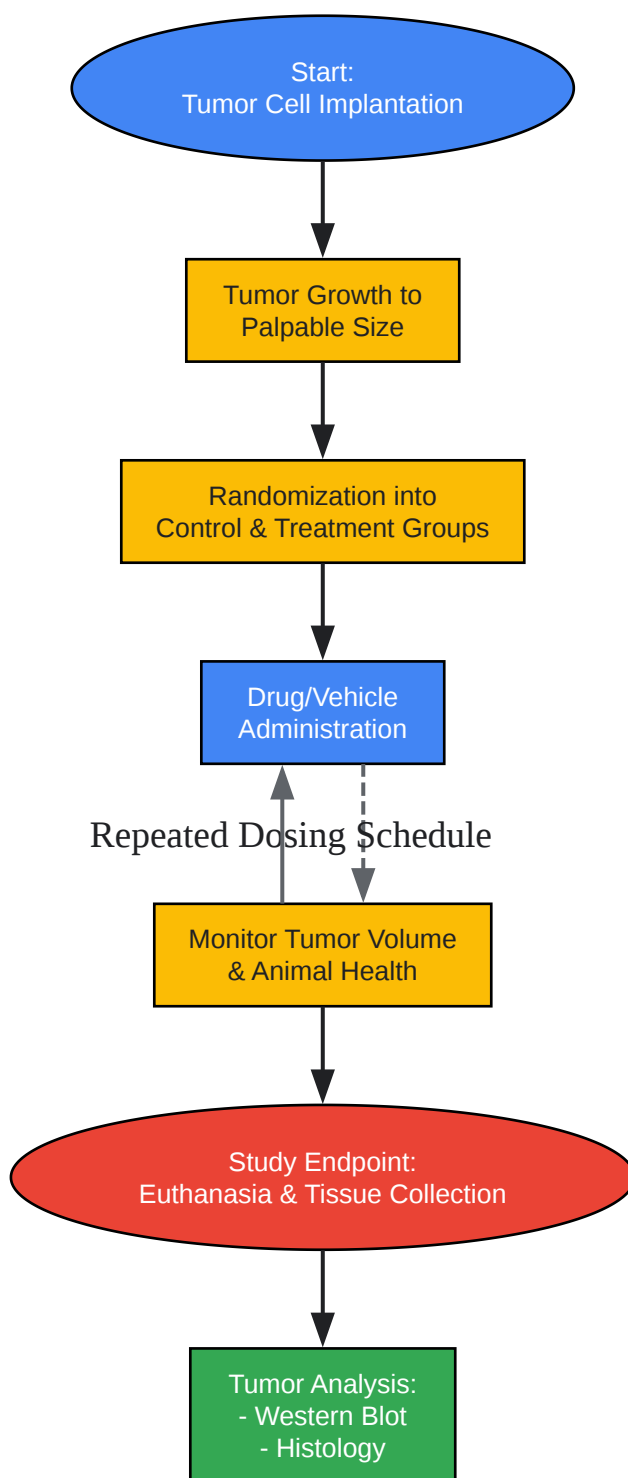 Start:
Tumor Cell Implantation
Tumor Growth to
Palpable Size
Randomization into
Control & Treatment Groups
Drug/Vehicle
Administration
Repeated Dosing Schedule
Monitor Tumor Volume
& Animal Health
Study Endpoint:
Euthanasia & Tissue Collection
Tumor Analysis:
- Western Blot
- Histology